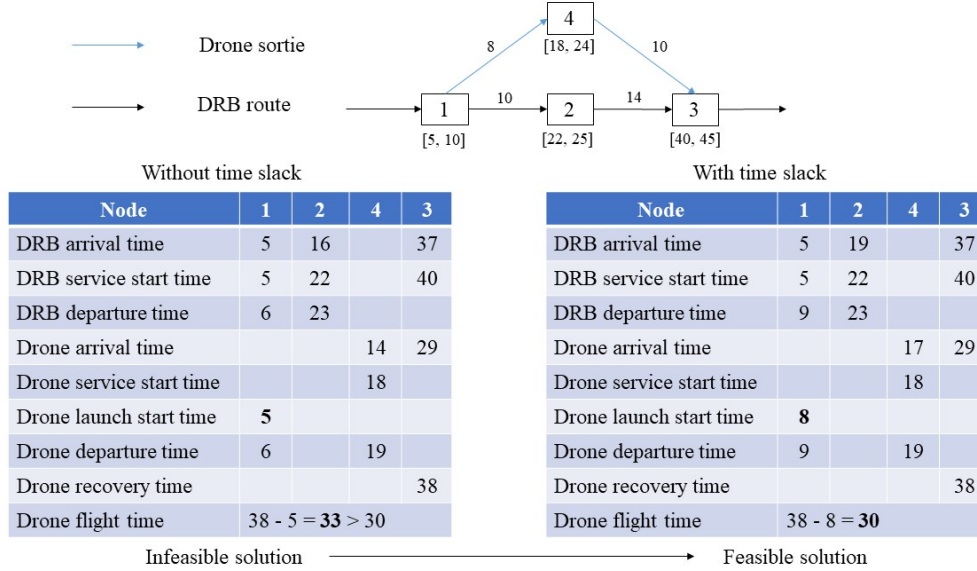 Drone sortie
DRB route
4
[18, 24]
8
10
1
10
2
14
3
[5, 10]
[22, 25]
[40, 45]
Without time slack
Node 1 2 4 3
DRB arrival time 5 16 37
DRB service start time 5 22 40
DRB departure time 6 23
Drone arrival time 14 29
Drone service start time 18
Drone launch start time 5
Drone departure time 6 19
Drone recovery time 38
Drone flight time 38 - 5 = 33 > 30
With time slack
Node 1 2 4 3
DRB arrival time 5 19 37
DRB service start time 5 22 40
DRB departure time 9 23
Drone arrival time 17 29
Drone service start time 18
Drone launch start time 8
Drone departure time 9 19
Drone recovery time 38
Drone flight time 38 - 8 = 30
Infeasible solution
Feasible solution